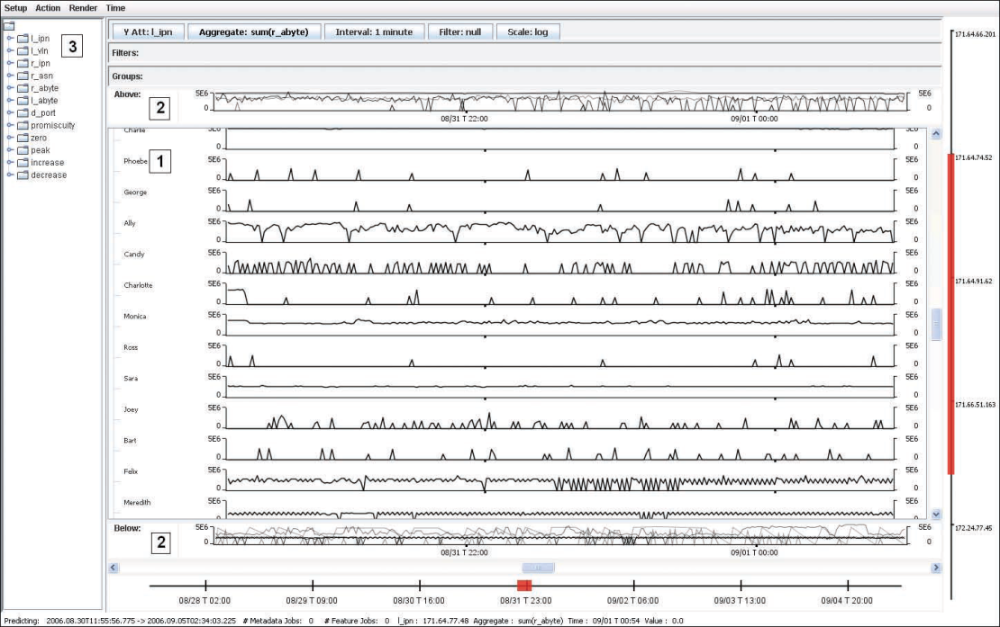 Setup Action Render Time
l_ipn
l_vln
r_ipn
r_asn
r_abyte
l_abyte
d_port
promiscuity
zero
peak
increase
decrease
3
Y Att: l_ipn Aggregate: sum(r_abyte) Interval: 1 minute Filter: null Scale: log
Filters:
Groups:
Above: 2 5E6 0 5E6 0
08/31 T 22:00 09/01 T 00:00
Charlie 0 0
Phoebe 1 5E6 0 5E6 0
George 5E6 0 5E6 0
Ally 5E6 0 5E6 0
Candy 5E6 0 5E6 0
Charlotte 5E6 0 5E6 0
Monica 5E6 0 5E6 0
Ross 5E6 0 5E6 0
Sara 5E6 0 5E6 0
Joey 5E6 0 5E6 0
Bart 5E6 0 5E6 0
Felix 5E6 0 5E6 0
Meredith 5E6 5E6
Below: 2 5E6 0 5E6 0
08/31 T 22:00 09/01 T 00:00
08/28 T 02:00 08/29 T 09:00 08/30 T 16:00 08/31 T 23:00 09/02 T 06:00 09/03 T 13:00 09/04 T 20:00
171.64.66.201
171.64.74.52
171.64.91.62
171.66.51.163
172.24.77.45
Predicting: 2006.08.30T11:55:56.775 -> 2006.09.05T02:34:03.225 # Metadata Jobs: 0 # Feature Jobs: 0 l_ipn : 171.64.77.48 Aggregate : sum(r_abyte) Time : 09/01 T 00:54 Value : 0.0